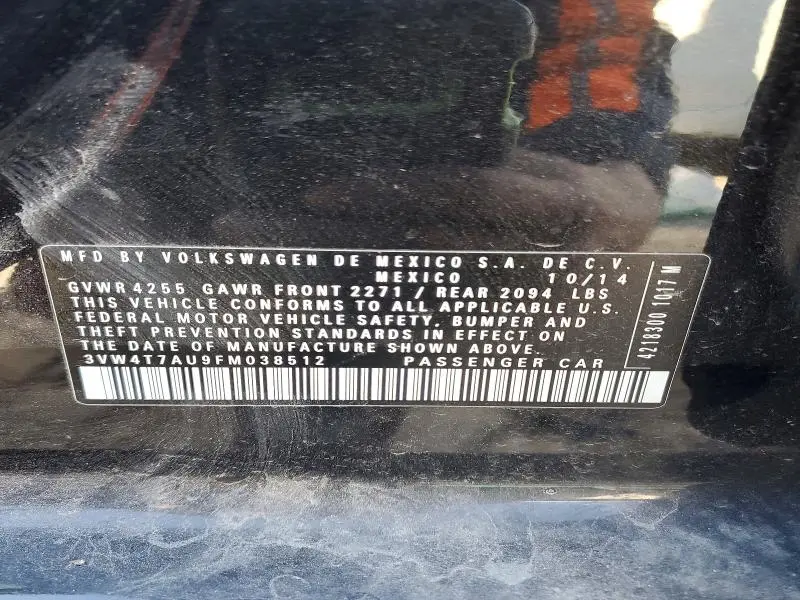 MFD BY VOLKSWAGEN DE MEXICO S.A. DE C.V.
MEXICO 10/14
GVWR 4255 GAWR FRONT 2271 / REAR 2094 LBS
THIS VEHICLE CONFORMS TO ALL APPLICABLE U.S.
FEDERAL MOTOR VEHICLE SAFETY, BUMPER AND
THEFT PREVENTION STANDARDS IN EFFECT ON
THE DATE OF MANUFACTURE SHOWN ABOVE.
3VW4T7AU9FM038512 PASSENGER CAR
4218300 1017 M